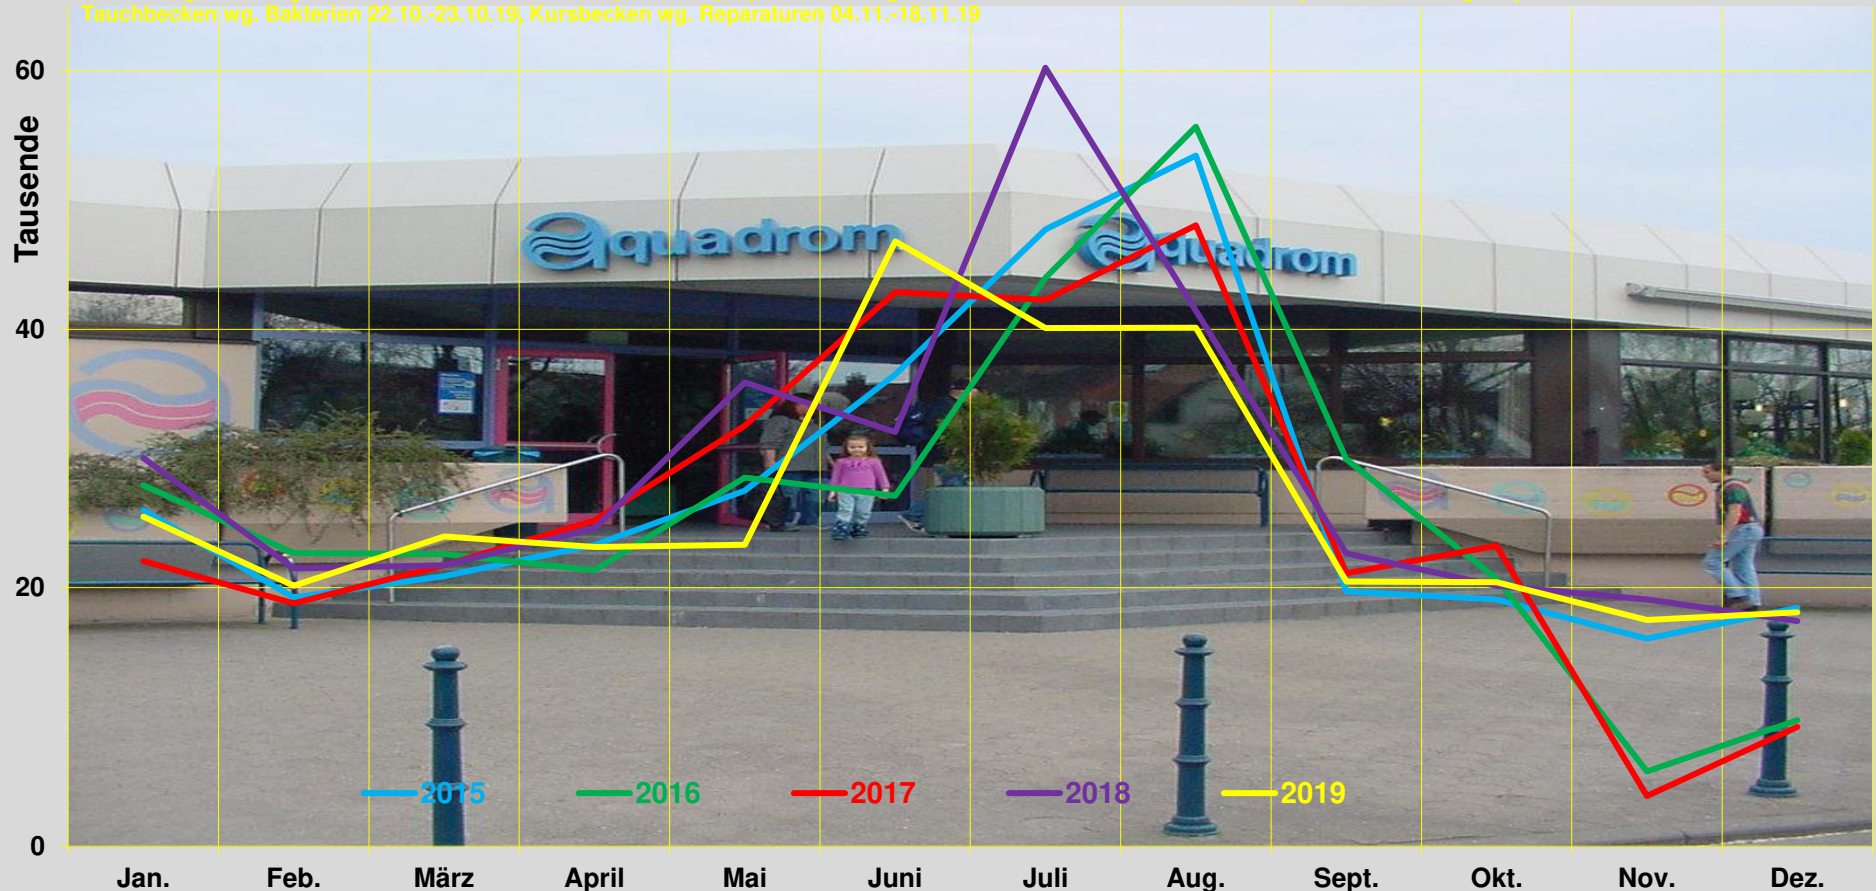 Tauchbecken wg. Bakterien 22.10.-23.10.19, Kursbecken wg. Reparaturen 04.11.-18.11.19
60
Tausende
aquadrom
aquadrom
40
20
2015
2016
2017
2018
2019
0
Jan.
Feb.
März
April
Mai
Juni
Juli
Aug.
Sept.
Okt.
Nov.
Dez.